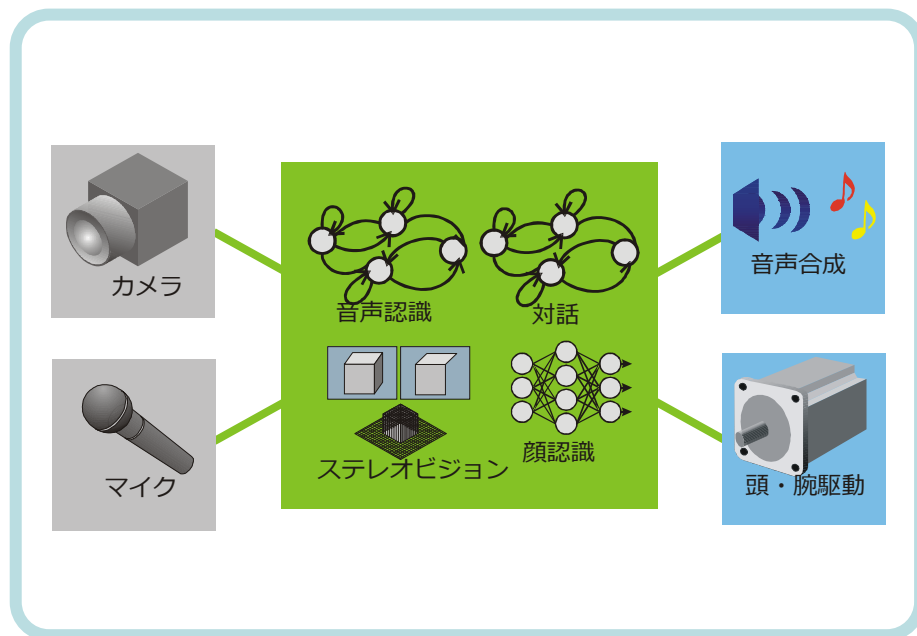 カメラ
マイク
音声認識
対話
ステレオビジョン
顔認識
音声合成
頭・腕駆動